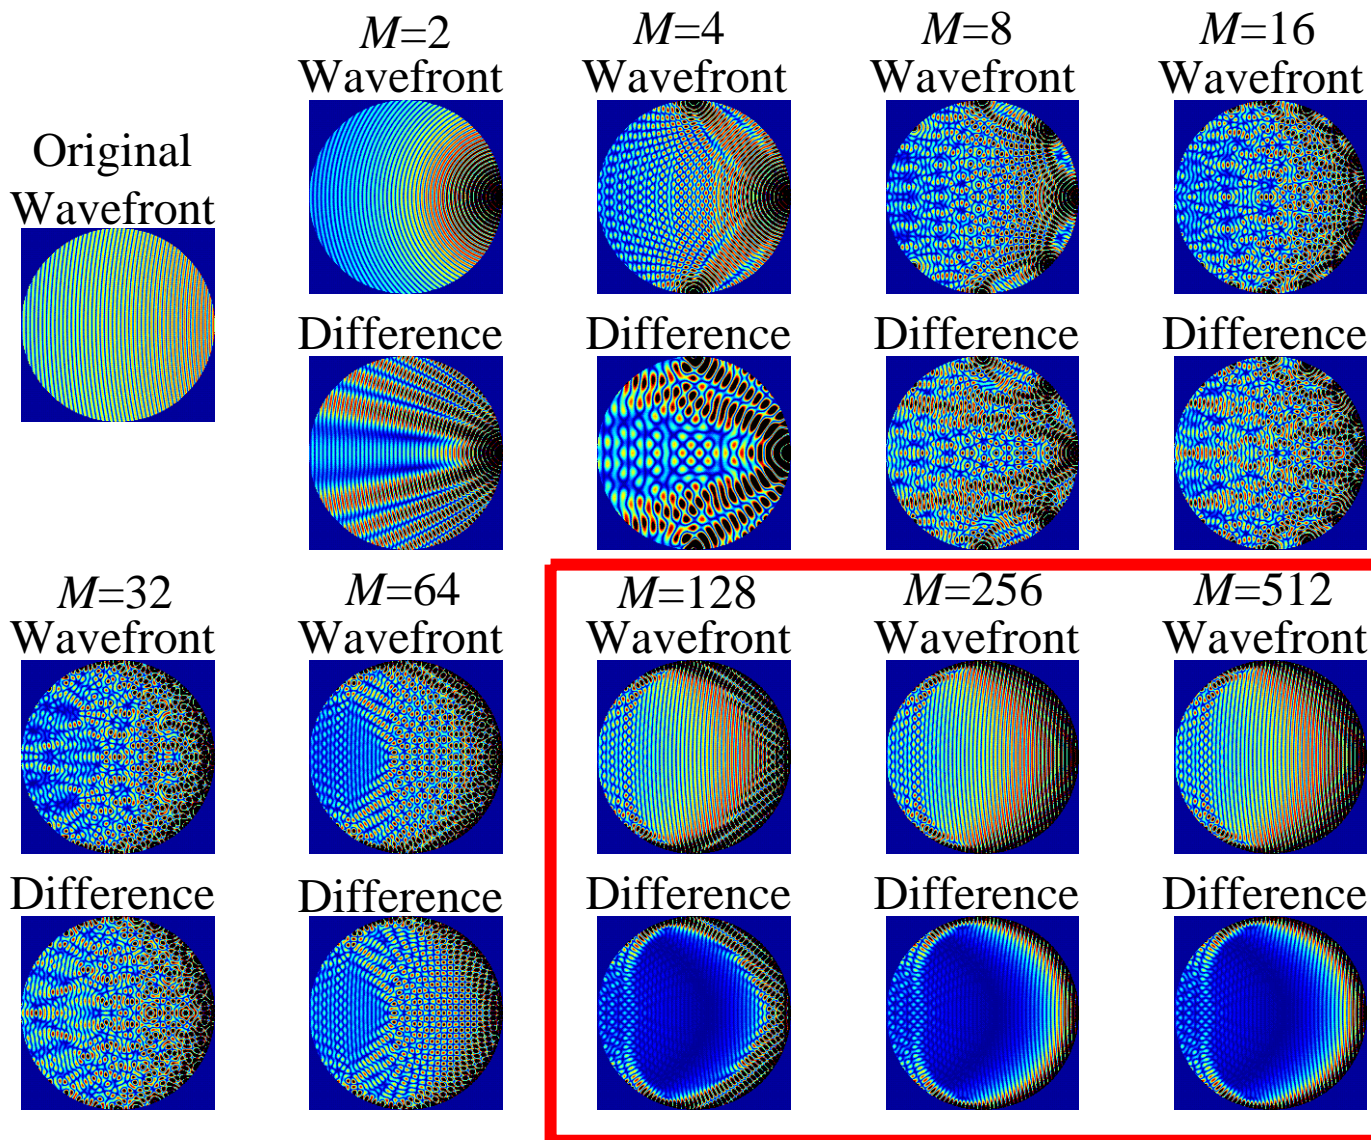 Original
Wavefront
M=2
Wavefront
Difference
M=4
Wavefront
Difference
M=8
Wavefront
Difference
M=16
Wavefront
Difference
M=32
Wavefront
Difference
M=64
Wavefront
Difference
M=128
Wavefront
Difference
M=256
Wavefront
Difference
M=512
Wavefront
Difference